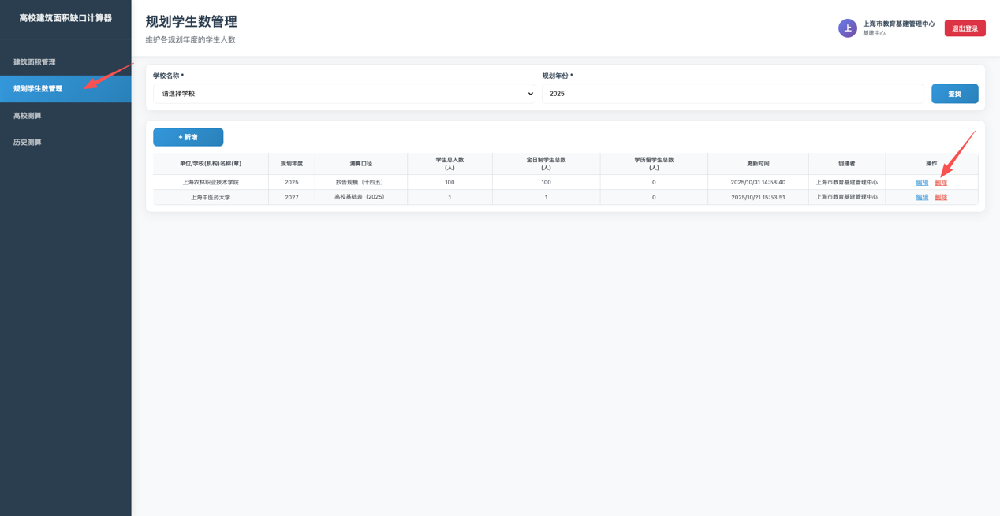 高校建筑面积缺口计算器
建筑面积管理
规划学生数管理
高校测算
历史测算
规划学生数管理
维护各规划年度的学生人数
上
上海市教育基建管理中心
基建中心
退出登录
学校名称 *
请选择学校
规划年份 *
2025
查找
+ 新增
单位/学校(机构)名称(章) 规划年度 测算口径 学生总人数(人) 全日制学生总数(人) 学历留学生总数(人) 更新时间 创建者 操作
上海农林职业技术学院 2025 抄告规模（十四五） 100 100 0 2025/10/31 14:58:40 上海市教育基建管理中心 编辑 删除
上海中医药大学 2027 高校基础表（2025） 1 1 0 2025/10/21 15:53:51 上海市教育基建管理中心 编辑 删除